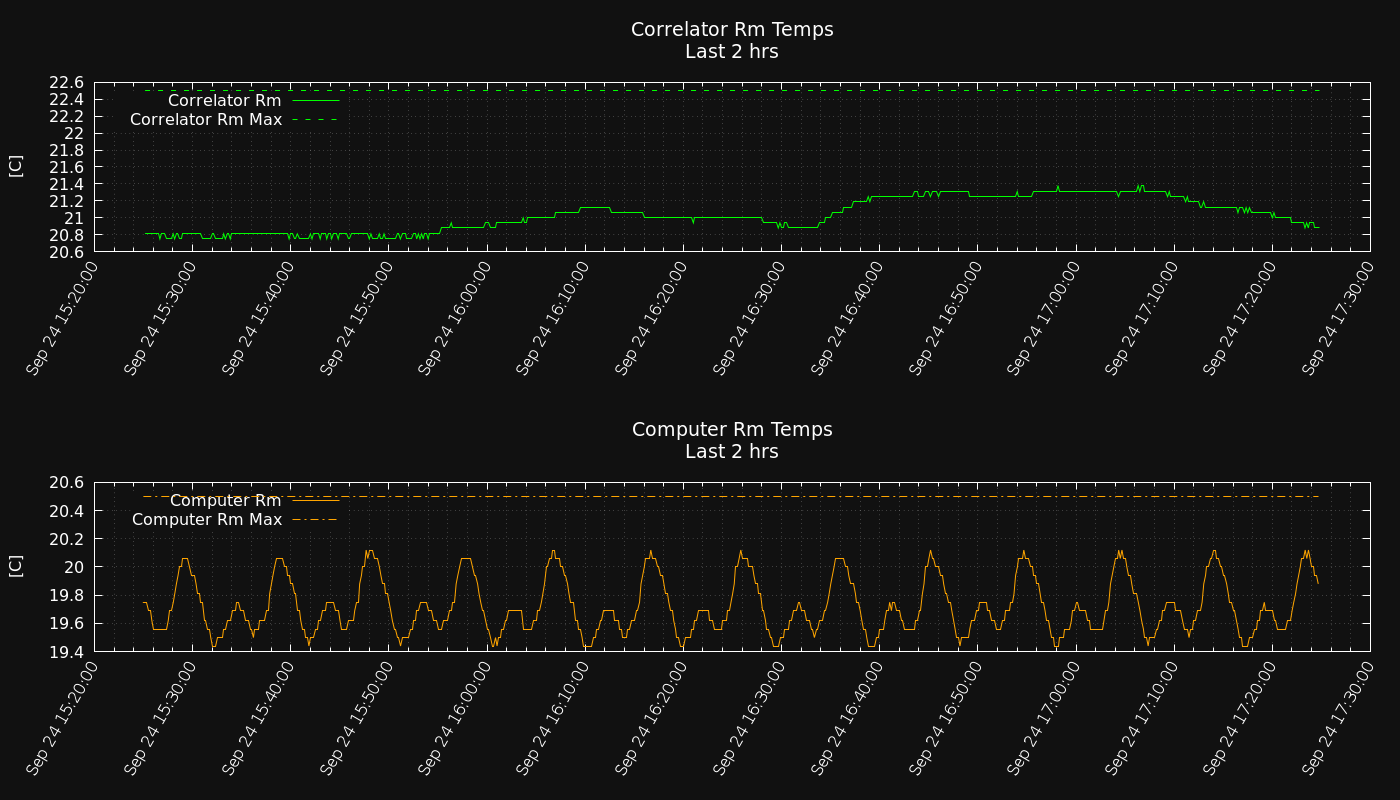 Correlator Rm Temps
Last 2 hrs
22.6
22.4
22.2
22
21.8
21.6
21.4
21.2
21
20.8
20.6
[C]
Correlator Rm
Correlator Rm Max
Sep 24 15:20:00
Sep 24 15:30:00
Sep 24 15:40:00
Sep 24 15:50:00
Sep 24 16:00:00
Sep 24 16:10:00
Sep 24 16:20:00
Sep 24 16:30:00
Sep 24 16:40:00
Sep 24 16:50:00
Sep 24 17:00:00
Sep 24 17:10:00
Sep 24 17:20:00
Sep 24 17:30:00
Computer Rm Temps
Last 2 hrs
20.6
20.4
20.2
20
19.8
19.6
19.4
[C]
Computer Rm
Computer Rm Max
Sep 24 15:20:00
Sep 24 15:30:00
Sep 24 15:40:00
Sep 24 15:50:00
Sep 24 16:00:00
Sep 24 16:10:00
Sep 24 16:20:00
Sep 24 16:30:00
Sep 24 16:40:00
Sep 24 16:50:00
Sep 24 17:00:00
Sep 24 17:10:00
Sep 24 17:20:00
Sep 24 17:30:00